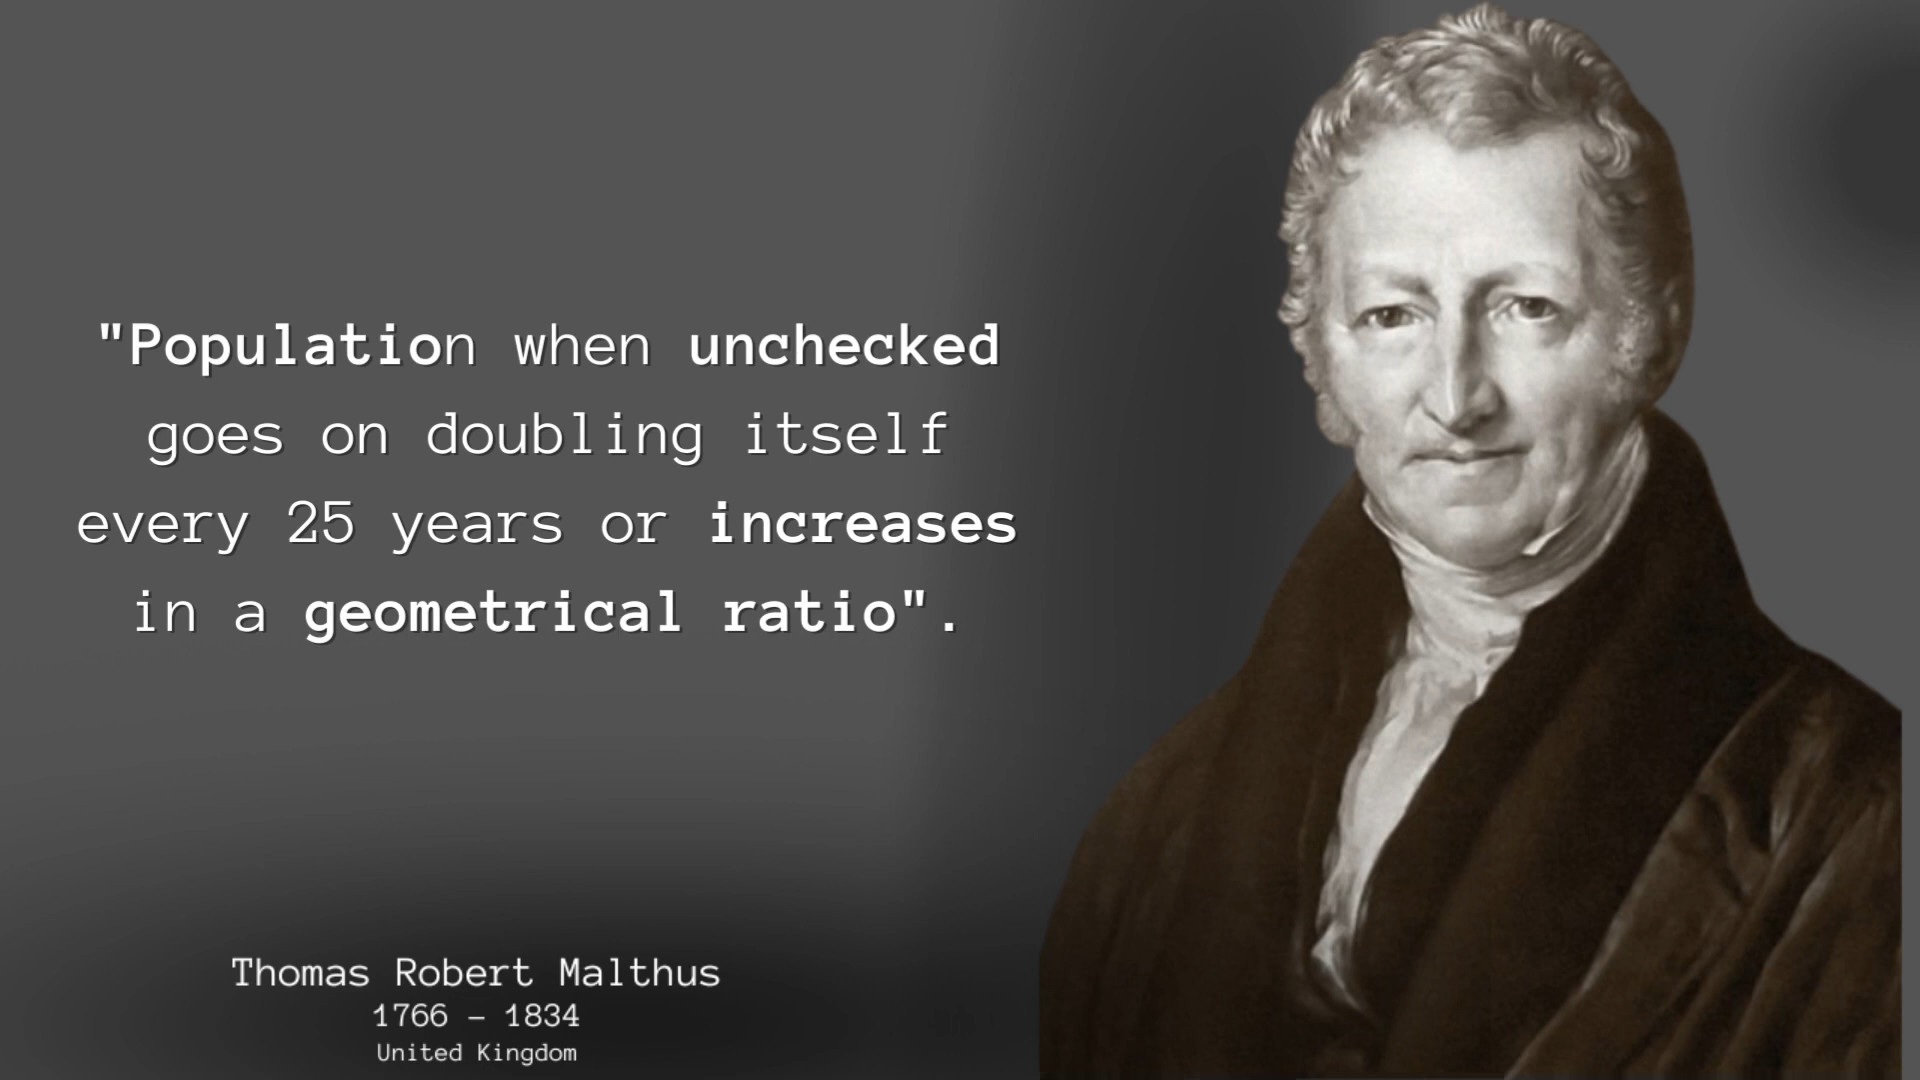 "Population when unchecked
goes on doubling itself
every 25 years or increases
in a geometrical ratio".
Thomas Robert Malthus
1766 – 1834
United Kingdom